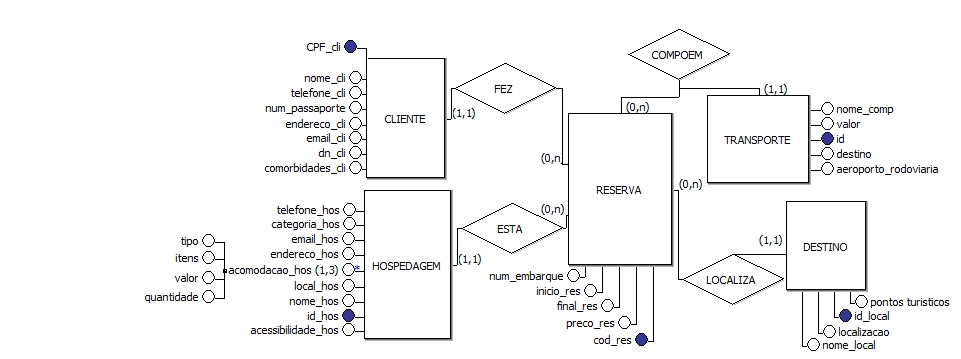 CPF_cli
nome_cli
telefone_cli
num_passaporte
endereco_cli
email_cli
dn_cli
comorbidades_cli
CLIENTE
(1,1)
FEZ
(0,n
COMPOEM
(0,n)
(1,1)
TRANSPORTE
nome_comp
valor
id
destino
aeroporto_rodoviaria
RESERVA
(0,n)
telefone_hos
categoria_hos
email_hos
endereco_hos
acomodacao_hos (1,3) *
local_hos
nome_hos
id_hos
acessibilidade_hos
tipo
itens
valor
quantidade
HOSPEDAGEM
(1,1)
ESTA
(0,n)
num_embarque
inicio_res
final_res
preco_res
cod_res
LOCALIZA
(1,1)
DESTINO
pontos turisticos
id_local
localizacao
nome_local